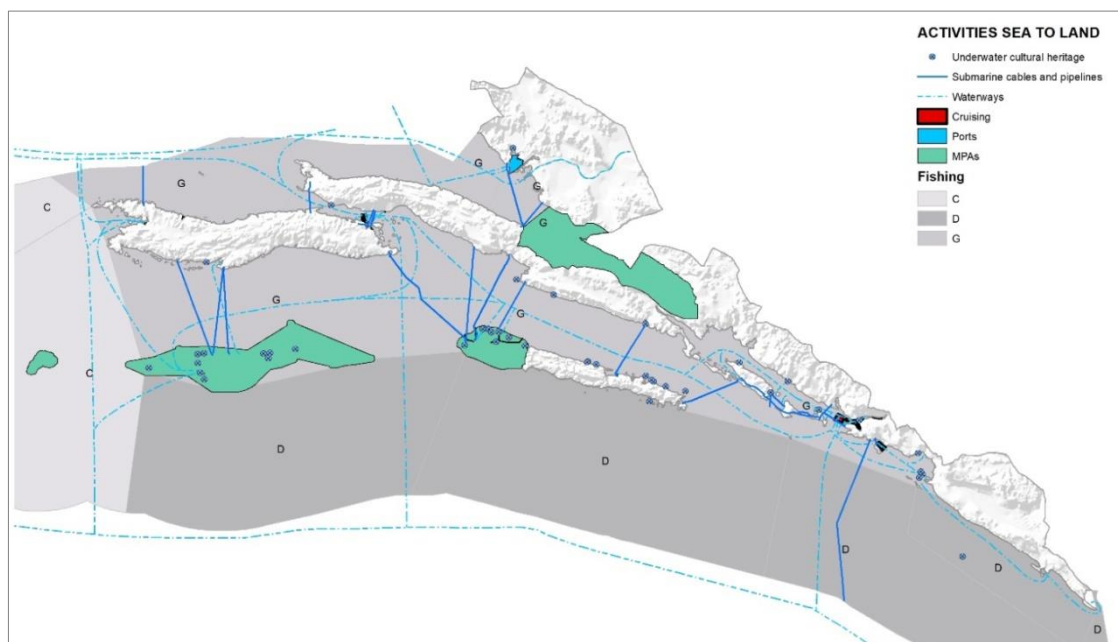 ACTIVITIES SEA TO LAND
Underwater cultural heritage
Submarine cables and pipelines
Waterways
Cruising
Ports
MPAs
Fishing
C
D
G
G
G
G
C
G
G
C
G
D
D
D
D
D